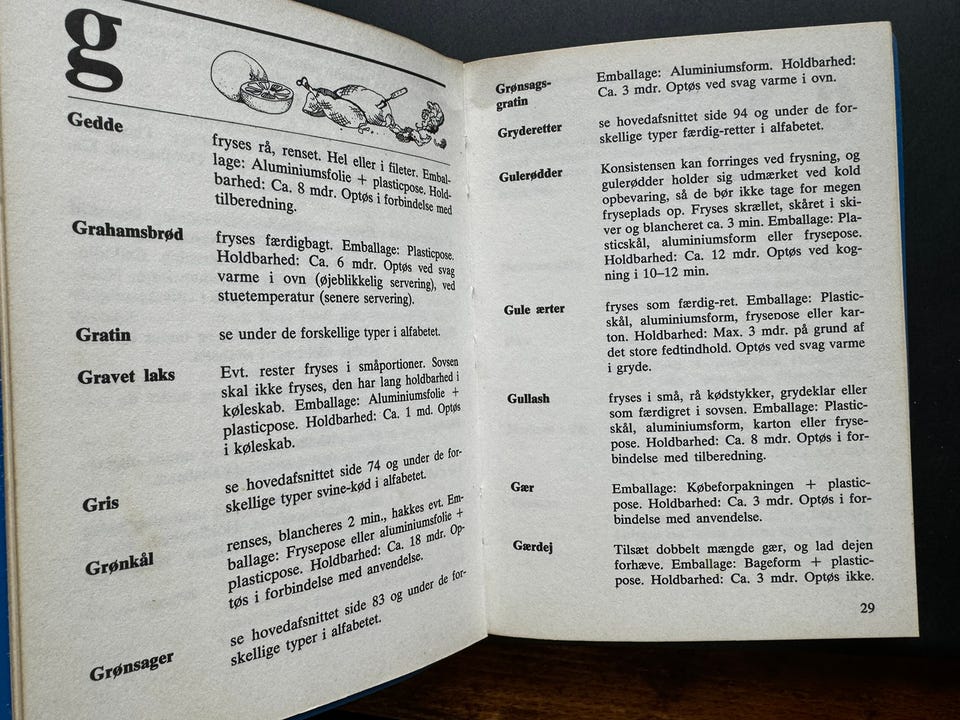 g
Gedde
fryses rå, renset. Hel eller i fileter. Embal-
lage: Aluminiumsfolie + plasticpose. Hold-
barhed: Ca. 8 mdr. Optøs i forbindelse med
tilberedning.
Grahamsbrød
fryses færdigbagt. Emballage: Plasticpose.
Holdbarhed: Ca. 6 mdr. Optøs ved svag
varme i ovn (øjeblikkelig servering), ved
stuetemperatur (senere servering).
Gratin
se under de forskellige typer i alfabetet.
Gravet laks
Evt. rester fryses i småportioner. Sovsen
skal ikke fryses, den har lang holdbarhed i
køleskab. Emballage: Aluminiumsfolie +
plasticpose. Holdbarhed: Ca. 1 md. Optøs
i køleskab.
Gris
se hovedafsnittet side 74 og under de for-
skellige typer svine-kød i alfabetet.
Grønkål
renses, blancheres 2 min., hakkes evt. Em-
ballage: Frysepose eller aluminiumsfolie +
plasticpose. Holdbarhed: Ca. 18 mdr. Op-
tøs i forbindelse med anvendelse.
Grønsager
se hovedafsnittet side 83 og under de for-
skellige typer i alfabetet.
Grønsags-
gratin
Emballage: Aluminiumsform. Holdbarhed:
Ca. 3 mdr. Optøs ved svag varme i ovn.
Gryderetter
se hovedafsnittet side 94 og under de for-
skellige typer færdig-retter i alfabetet.
Gulerødder
Konsistensen kan forringes ved frysning, og
gulerødder holder sig udmærket ved kold
opbevaring, så de bør ikke tage for megen
fryseplads op. Fryses skrællet, skåret i ski-
ver og blancheret ca. 3 min. Emballage: Pla-
sticskål, aluminiumsform eller frysepose.
Holdbarhed: Ca. 12 mdr. Optøs ved kog-
ning i 10–12 min.
Gule ærter
fryses som færdig-ret. Emballage: Plastic-
skål, aluminiumsform, frysepose eller kar-
ton. Holdbarhed: Max. 3 mdr. på grund af
det store fedtindhold. Optøs ved svag varme
i gryde.
Gullash
fryses i små, rå kødstykker, grydeklar eller
som færdigret i sovsen. Emballage: Plastic-
skål, aluminiumsform, karton eller fryse-
pose. Holdbarhed: Ca. 8 mdr. Optøs i for-
bindelse med tilberedning.
Gær
Emballage: Købeforpakningen + plastic-
pose. Holdbarhed: Ca. 3 mdr. Optøs i for-
bindelse med anvendelse.
Gærdej
Tilsæt dobbelt mængde gær, og lad dejen
forhæve. Emballage: Bageform + plastic-
pose. Holdbarhed: Ca. 3 mdr. Optøs ikke.
29